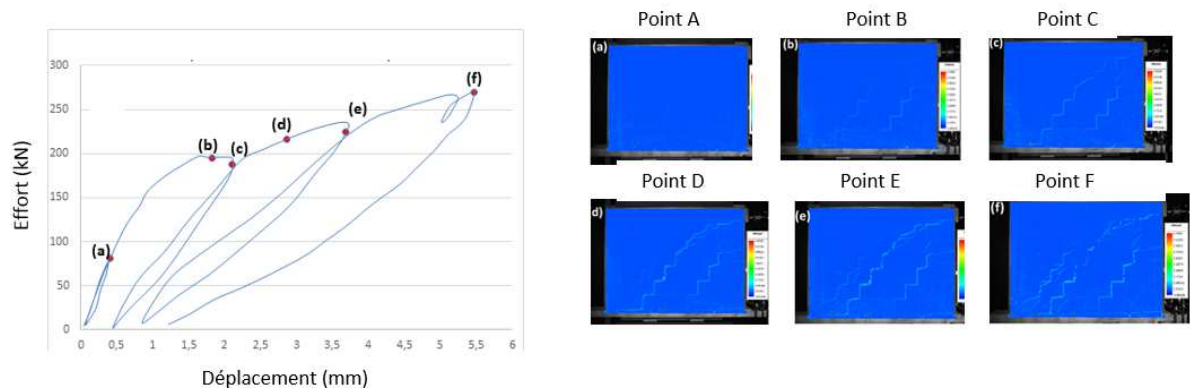 Effort (kN)
300
250
200
150
100
50
0
(a)
(b)
(c)
(d)
(e)
(f)
0 0,5 1 1,5 2 2,5 3 3,5 4 4,5 5 5,5 6
Déplacement (mm)
Point A Point B Point C
(a) (b) (c)
Point D Point E Point F
d) (e) (f)